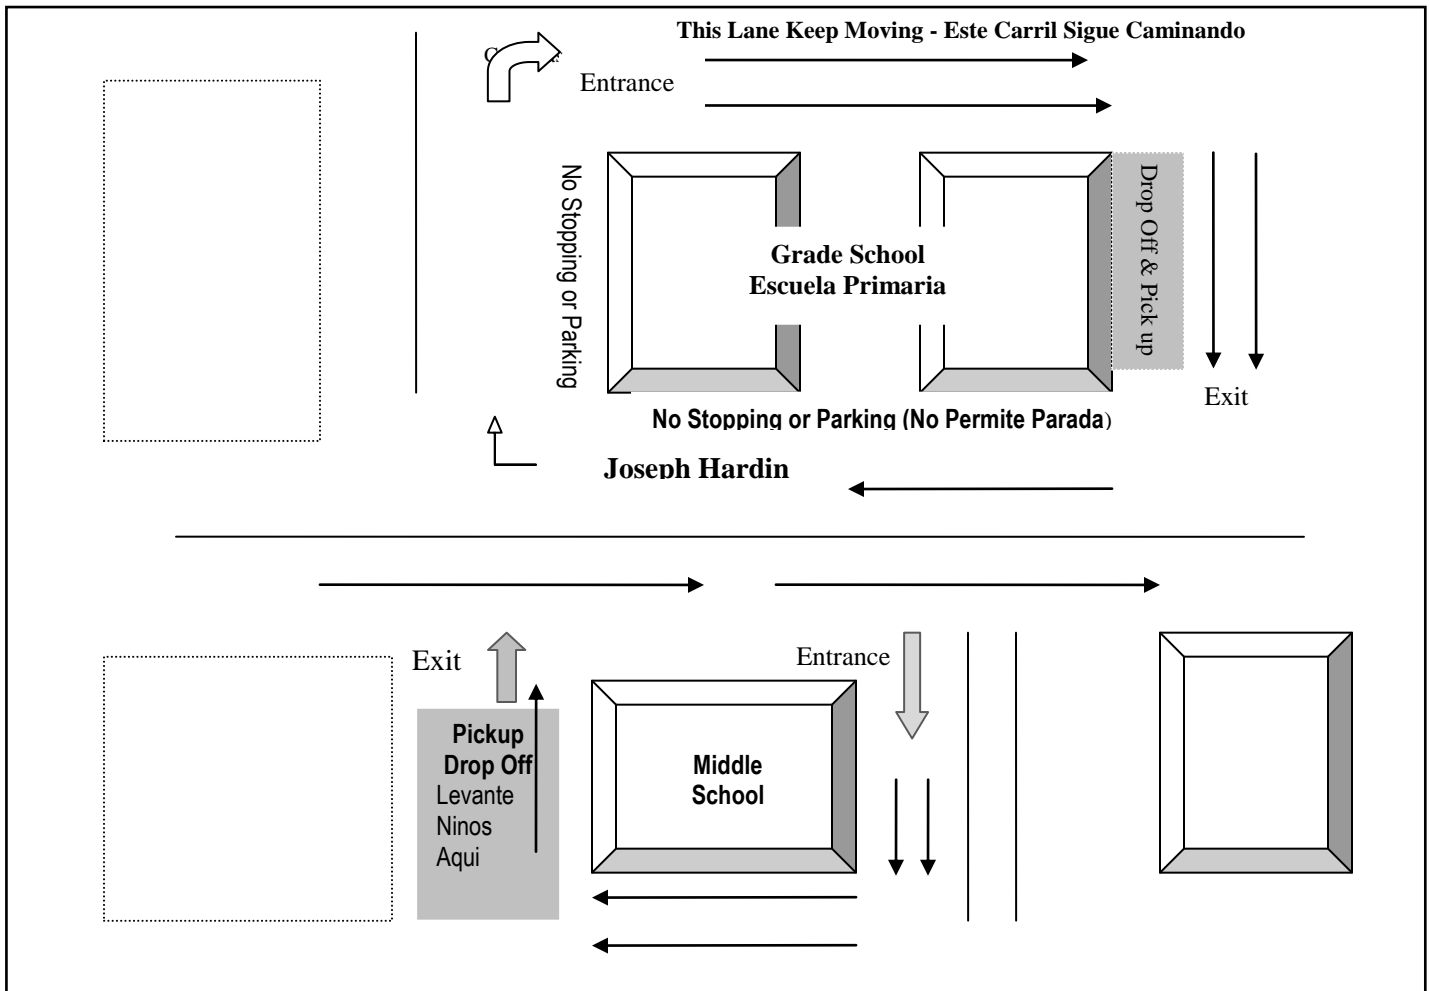 This Lane Keep Moving - Este Carril Sigue Caminando
Entrance
No Stopping or Parking
Grade School
Escuela Primaria
Drop Off & Pick up
Exit
No Stopping or Parking (No Permite Parada)
Joseph Hardin
Exit
Entrance
Pickup
Drop Off
Levante
Ninos
Aqui
Middle
School